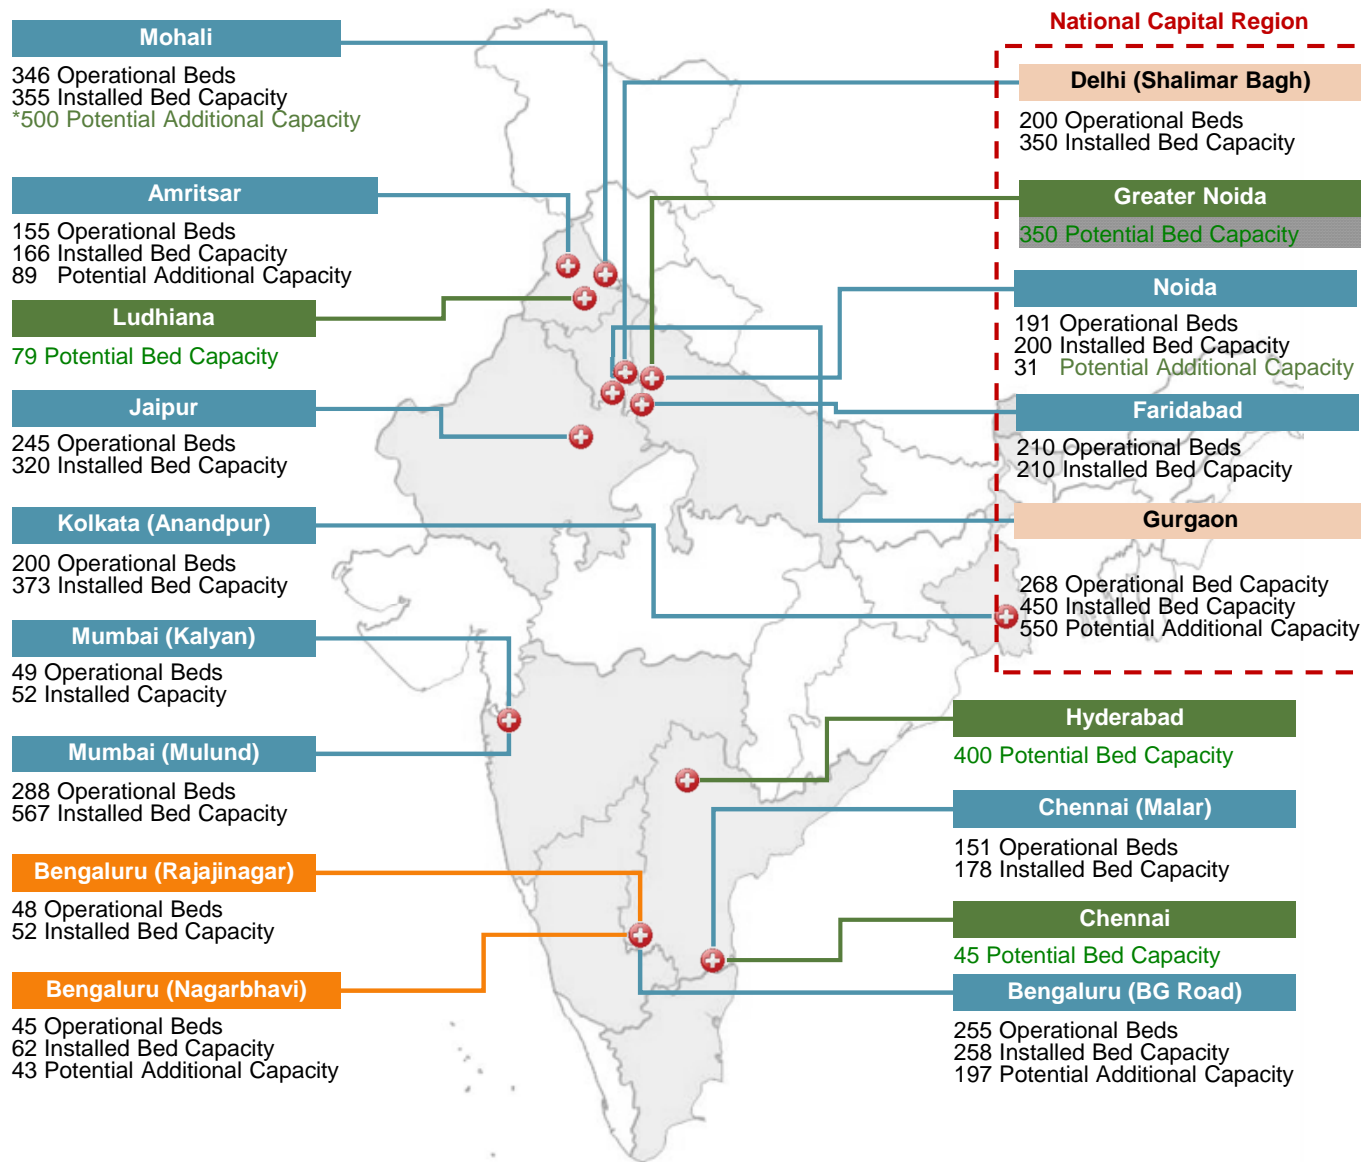 Mohali
346 Operational Beds
355 Installed Bed Capacity
*500 Potential Additional Capacity
Amritsar
155 Operational Beds
166 Installed Bed Capacity
89 Potential Additional Capacity
Ludhiana
79 Potential Bed Capacity
Jaipur
245 Operational Beds
320 Installed Bed Capacity
Kolkata (Anandpur)
200 Operational Beds
373 Installed Bed Capacity
Mumbai (Kalyan)
49 Operational Beds
52 Installed Capacity
Mumbai (Mulund)
288 Operational Beds
567 Installed Bed Capacity
Bengaluru (Rajajinagar)
48 Operational Beds
52 Installed Bed Capacity
Bengaluru (Nagarbhavi)
45 Operational Beds
62 Installed Bed Capacity
43 Potential Additional Capacity
National Capital Region
Delhi (Shalimar Bagh)
200 Operational Beds
350 Installed Bed Capacity
Greater Noida
350 Potential Bed Capacity
Noida
191 Operational Beds
200 Installed Bed Capacity
31 Potential Additional Capacity
Faridabad
210 Operational Beds
210 Installed Bed Capacity
Gurgaon
268 Operational Bed Capacity
450 Installed Bed Capacity
550 Potential Additional Capacity
Hyderabad
400 Potential Bed Capacity
Chennai (Malar)
151 Operational Beds
178 Installed Bed Capacity
Chennai
45 Potential Bed Capacity
Bengaluru (BG Road)
255 Operational Beds
258 Installed Bed Capacity
197 Potential Additional Capacity